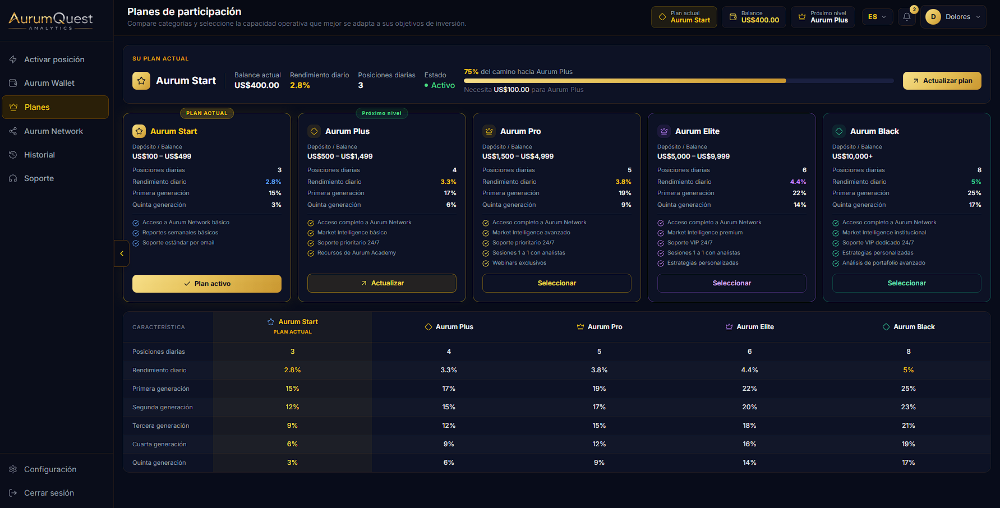 AurumQuest
ANALYTICS
Activar posición
Aurum Wallet
Planes
Aurum Network
Historial
Soporte
Configuración
Cerrar sesión
Planes de participación
Compare categorías y seleccione la capacidad operativa que mejor se adapta a sus objetivos de inversión.
Plan actual
Aurum Start
Balance
US$400.00
Próximo nivel
Aurum Plus
ES
2
D
Dolores
SU PLAN ACTUAL
Aurum Start
Balance actual
US$400.00
Rendimiento diario
2.8%
Posiciones diarias
3
Estado
Activo
75% del camino hacia Aurum Plus
Necesita US$100.00 para Aurum Plus
Actualizar plan
PLAN ACTUAL
Aurum Start
Depósito / Balance
US$100 – US$499
Posiciones diarias 3
Rendimiento diario 2.8%
Primera generación 15%
Quinta generación 3%
Acceso a Aurum Network básico
Reportes semanales básicos
Soporte estándar por email
Plan activo
Próximo nivel
Aurum Plus
Depósito / Balance
US$500 – US$1,499
Posiciones diarias 4
Rendimiento diario 3.3%
Primera generación 17%
Quinta generación 6%
Acceso completo a Aurum Network
Market Intelligence básico
Soporte prioritario 24/7
Recursos de Aurum Academy
Actualizar
Aurum Pro
Depósito / Balance
US$1,500 – US$4,999
Posiciones diarias 5
Rendimiento diario 3.8%
Primera generación 19%
Quinta generación 9%
Acceso completo a Aurum Network
Market Intelligence avanzado
Soporte prioritario 24/7
Sesiones 1 a 1 con analistas
Webinars exclusivos
Seleccionar
Aurum Elite
Depósito / Balance
US$5,000 – US$9,999
Posiciones diarias 6
Rendimiento diario 4.4%
Primera generación 22%
Quinta generación 14%
Acceso completo a Aurum Network
Market Intelligence premium
Soporte VIP 24/7
Sesiones 1 a 1 con analistas
Estrategias personalizadas
Seleccionar
Aurum Black
Depósito / Balance
US$10,000+
Posiciones diarias 8
Rendimiento diario 5%
Primera generación 25%
Quinta generación 17%
Acceso completo a Aurum Network
Market Intelligence institucional
Soporte VIP dedicado 24/7
Estrategias personalizadas
Análisis de portafolio avanzado
Seleccionar
CARACTERÍSTICA Aurum Start Aurum Plus Aurum Pro Aurum Elite Aurum Black
PLAN ACTUAL
Posiciones diarias 3 4 5 6 8
Rendimiento diario 2.8% 3.3% 3.8% 4.4% 5%
Primera generación 15% 17% 19% 22% 25%
Segunda generación 12% 15% 17% 20% 23%
Tercera generación 9% 12% 15% 18% 21%
Cuarta generación 6% 9% 12% 16% 19%
Quinta generación 3% 6% 9% 14% 17%